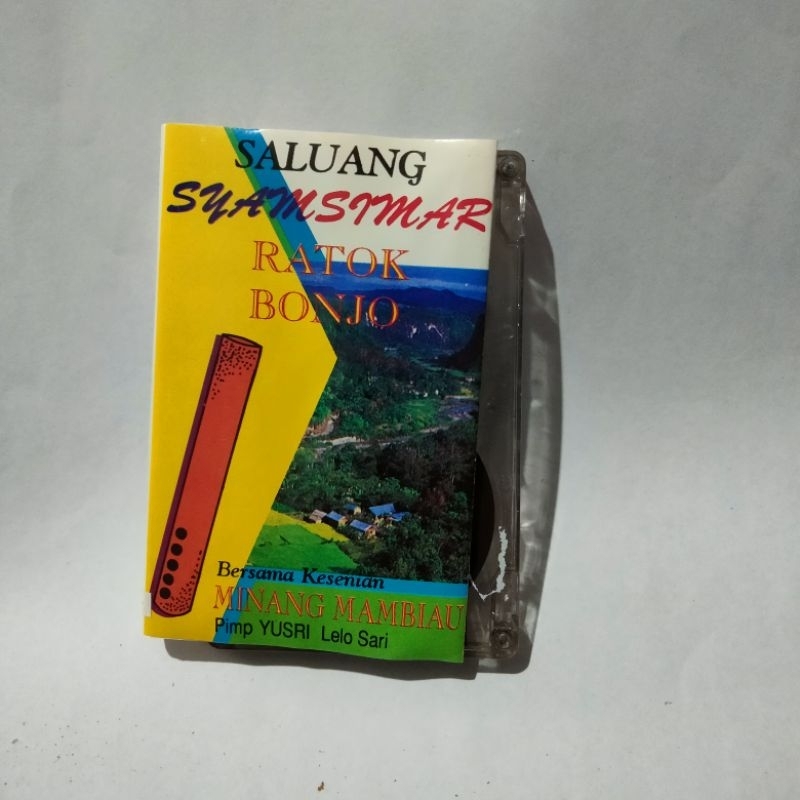 SALUANG
SYAMSIMAR
RATOK
BONJO
Bersama Kesenian
MINANG MAMBIAU
Pimp YUSRI Lelo Sari